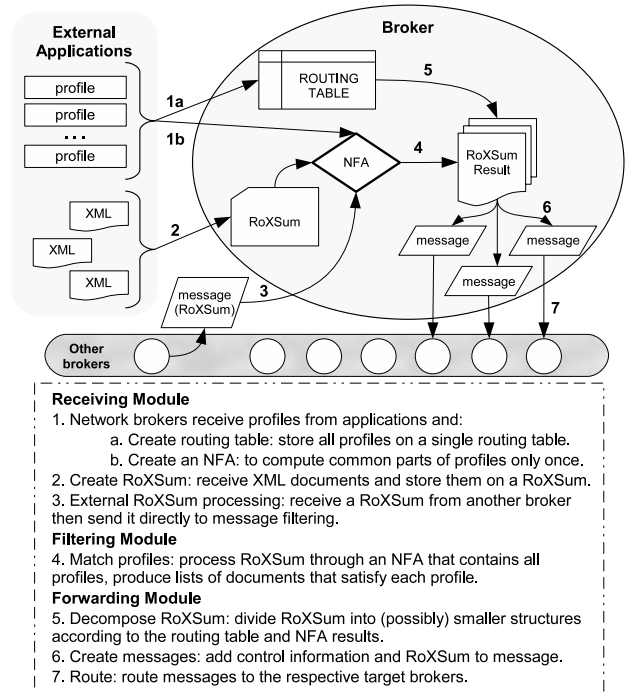 External
Applications
profile
profile
...
profile
XML
XML
XML
Broker
1a
1b
ROUTING
TABLE
5
NFA
4
RoXSum
Result
2
RoXSum
message
(RoXSum)
3
6
message
message
message
7
Other
brokers
Receiving Module
1. Network brokers receive profiles from applications and:
a. Create routing table: store all profiles on a single routing table.
b. Create an NFA: to compute common parts of profiles only once.
2. Create RoXSum: receive XML documents and store them on a RoXSum.
3. External RoXSum processing: receive a RoXSum from another broker
then send it directly to message filtering.
Filtering Module
4. Match profiles: process RoXSum through an NFA that contains all
profiles, produce lists of documents that satisfy each profile.
Forwarding Module
5. Decompose RoXSum: divide RoXSum into (possibly) smaller structures
according to the routing table and NFA results.
6. Create messages: add control information and RoXSum to message.
7. Route: route messages to the respective target brokers.